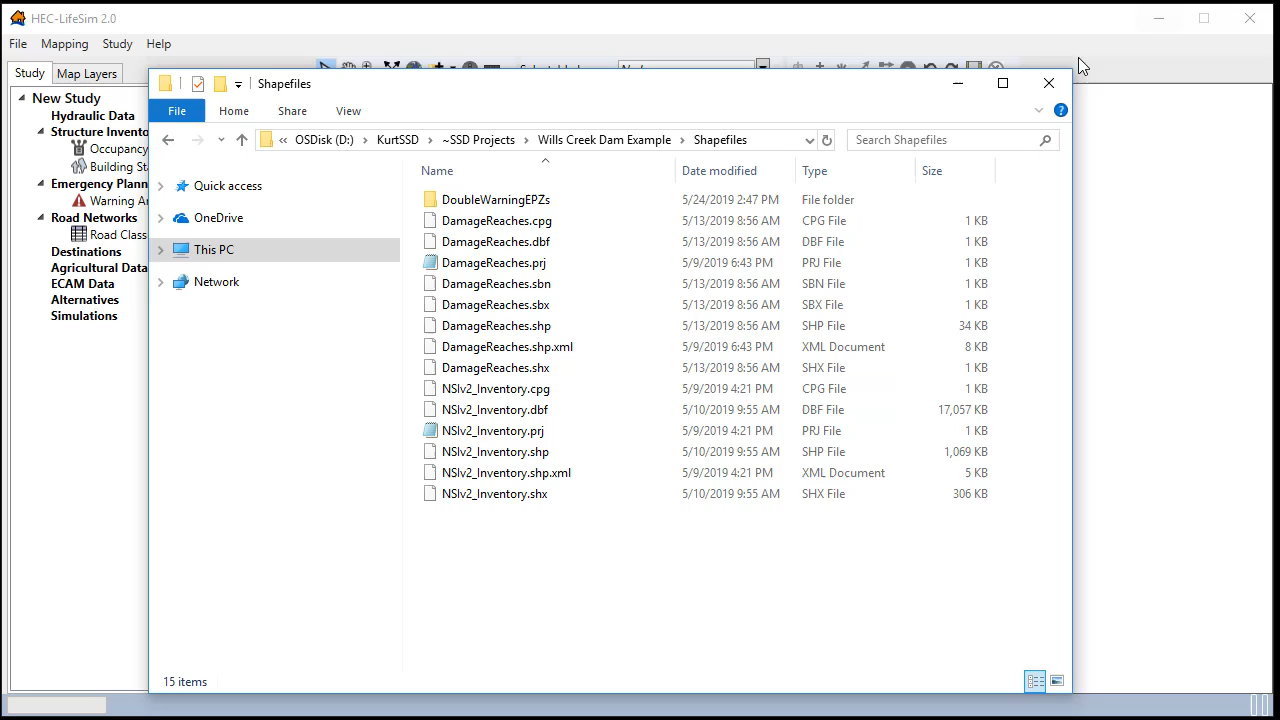 HEC-LifeSim 2.0
File Mapping Study Help
Study Map Layers
New Study
Hydraulic Data
Structure Invento
Occupancy
Building St
Emergency Plann
Warning Ar
Road Networks
Road Class
Destinations
Agricultural Data
ECAM Data
Alternatives
Simulations
Shapefiles
File Home Share View
« OSDisk (D:) > KurtSSD > ~SSD Projects > Wills Creek Dam Example > Shapefiles
Search Shapefiles
Quick access
OneDrive
This PC
Network
Name Date modified Type Size
DoubleWarningEPZs 5/24/2019 2:47 PM File folder
DamageReaches.cpg 5/13/2019 8:56 AM CPG File 1 KB
DamageReaches.dbf 5/13/2019 8:56 AM DBF File 1 KB
DamageReaches.prj 5/9/2019 6:43 PM PRJ File 1 KB
DamageReaches.sbn 5/13/2019 8:56 AM SBN File 1 KB
DamageReaches.sbx 5/13/2019 8:56 AM SBX File 1 KB
DamageReaches.shp 5/13/2019 8:56 AM SHP File 34 KB
DamageReaches.shp.xml 5/9/2019 6:43 PM XML Document 8 KB
DamageReaches.shx 5/13/2019 8:56 AM SHX File 1 KB
NSIv2_Inventory.cpg 5/9/2019 4:21 PM CPG File 1 KB
NSIv2_Inventory.dbf 5/10/2019 9:55 AM DBF File 17,057 KB
NSIv2_Inventory.prj 5/9/2019 4:21 PM PRJ File 1 KB
NSIv2_Inventory.shp 5/10/2019 9:55 AM SHP File 1,069 KB
NSIv2_Inventory.shp.xml 5/9/2019 4:21 PM XML Document 5 KB
NSIv2_Inventory.shx 5/10/2019 9:55 AM SHX File 306 KB
15 items